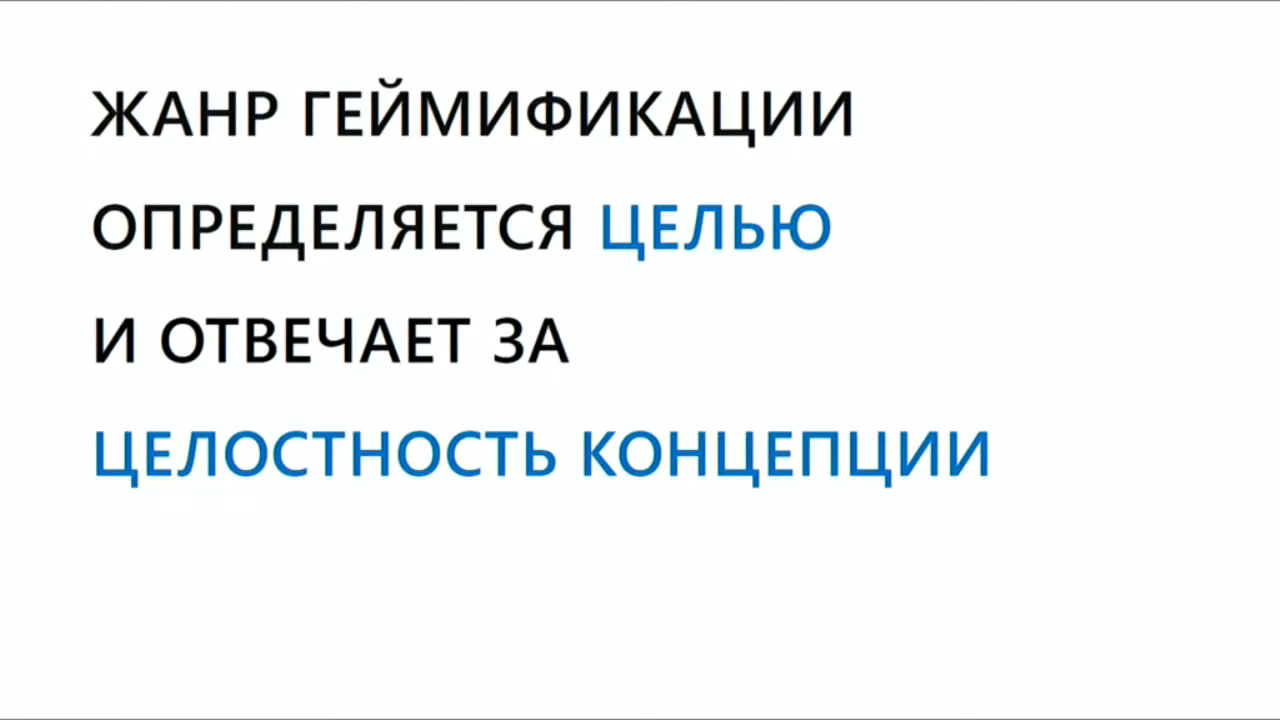 ЖАНР ГЕЙМИФИКАЦИИ
ОПРЕДЕЛЯЕТСЯ ЦЕЛЬЮ
И ОТВЕЧАЕТ ЗА
ЦЕЛОСТНОСТЬ КОНЦЕПЦИИ